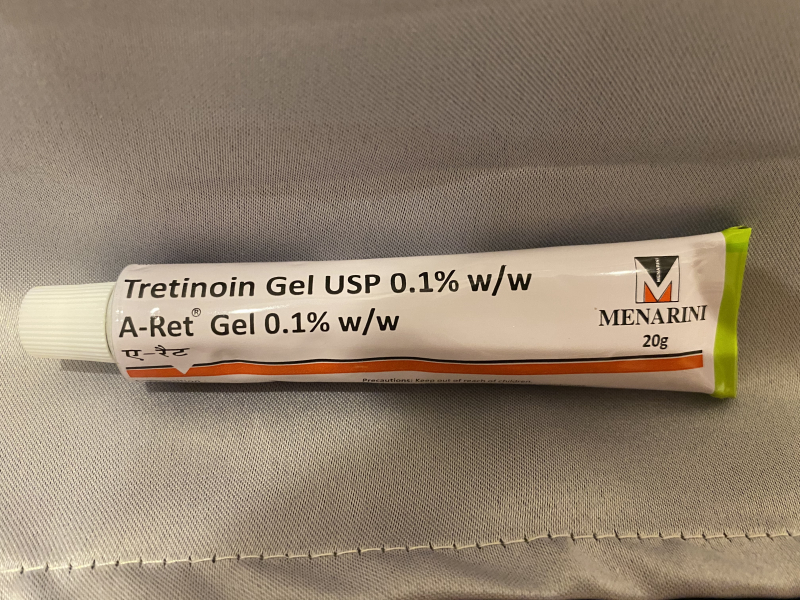 Tretinoin Gel USP 0.1% w/w
A-Ret® Gel 0.1% w/w
ए-रैट
MENARINI
20g
Precautions: Keep out of reach of children